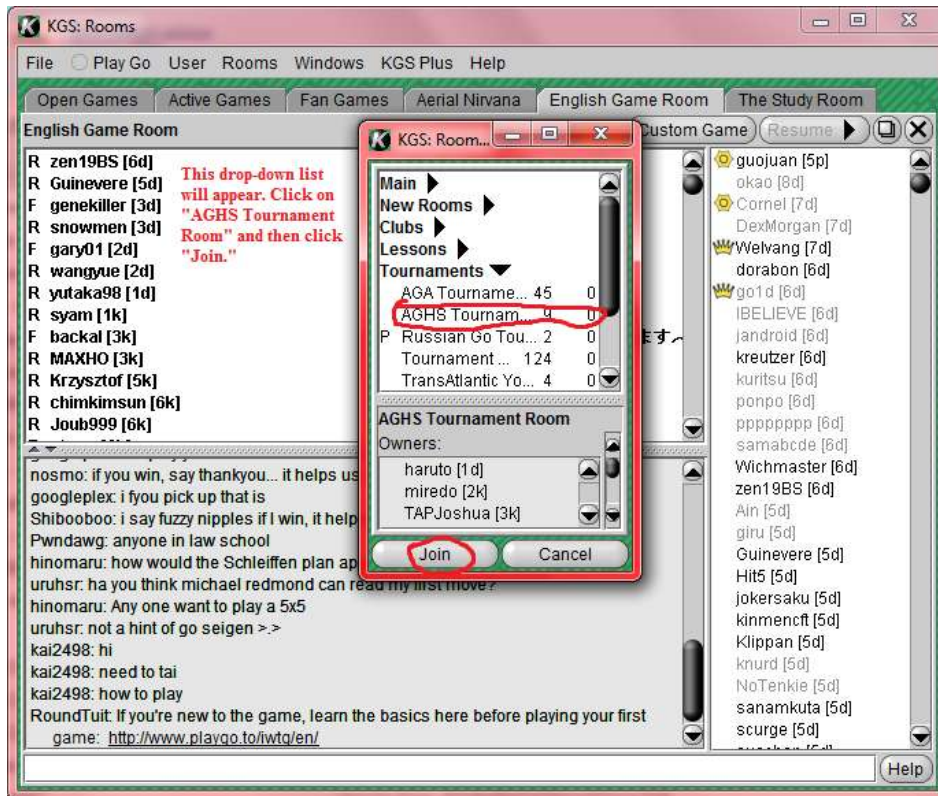 KGS: Rooms
File Play Go User Rooms Windows KGS Plus Help
Open Games Active Games Fan Games Aerial Nirvana English Game Room The Study Room
English Game Room
Custom Game
Resume
R zen19BS [6d]
R Guinevere [5d]
F genekiller [3d]
R snowmen [3d]
F gary01 [2d]
R wangyue [2d]
R yutaka98 [1d]
R syam [1k]
F backal [3k]
R MAXHO [3k]
R Krzysztof [5k]
R chimkimsun [6k]
R Joub999 [6k]
This drop-down list
will appear. Click on
"AGHS Tournament
Room" and then click
"Join."
ます
KGS: Room...
Main
New Rooms
Clubs
Lessons
Tournaments
AGA Tourname... 45 0
AGHS Tournam... 9 0
P Russian Go Tou... 2 0
Tournament ... 124 0
TransAtlantic Yo... 4 0
AGHS Tournament Room
Owners:
haruto [1d]
miredo [2k]
TAPJoshua [3k]
Join Cancel
nosmo: if you win, say thankyou... it helps us
googleplex: i fyou pick up that is
Shibooboo: i say fuzzy nipples if I win, it help
Pwndawg: anyone in law school
hinomaru: how would the Schleiffen plan ap
uruhsr: ha you think michael redmond can read my first move?
hinomaru: Any one want to play a 5x5
uruhsr: not a hint of go seigen >.>
kai2498: hi
kai2498: need to tai
kai2498: how to play
RoundTuit: If you're new to the game, learn the basics here before playing your first
game: http://www.playgo.to/iwtg/en/
guojuan [5p]
okao [8d]
Cornel [7d]
DexMorgan [7d]
Welvang [7d]
dorabon [6d]
go1d [6d]
IBELIEVE [6d]
jandroid [6d]
kreutzer [6d]
kuritsu [6d]
ponpo [6d]
pppppppp [6d]
samabcde [6d]
Wichmaster [6d]
zen19BS [6d]
Ain [5d]
giru [5d]
Guinevere [5d]
Hit5 [5d]
jokersaku [5d]
kinmencft [5d]
Klippan [5d]
knurd [5d]
NoTenkie [5d]
sanamkuta [5d]
scurge [5d]
Help